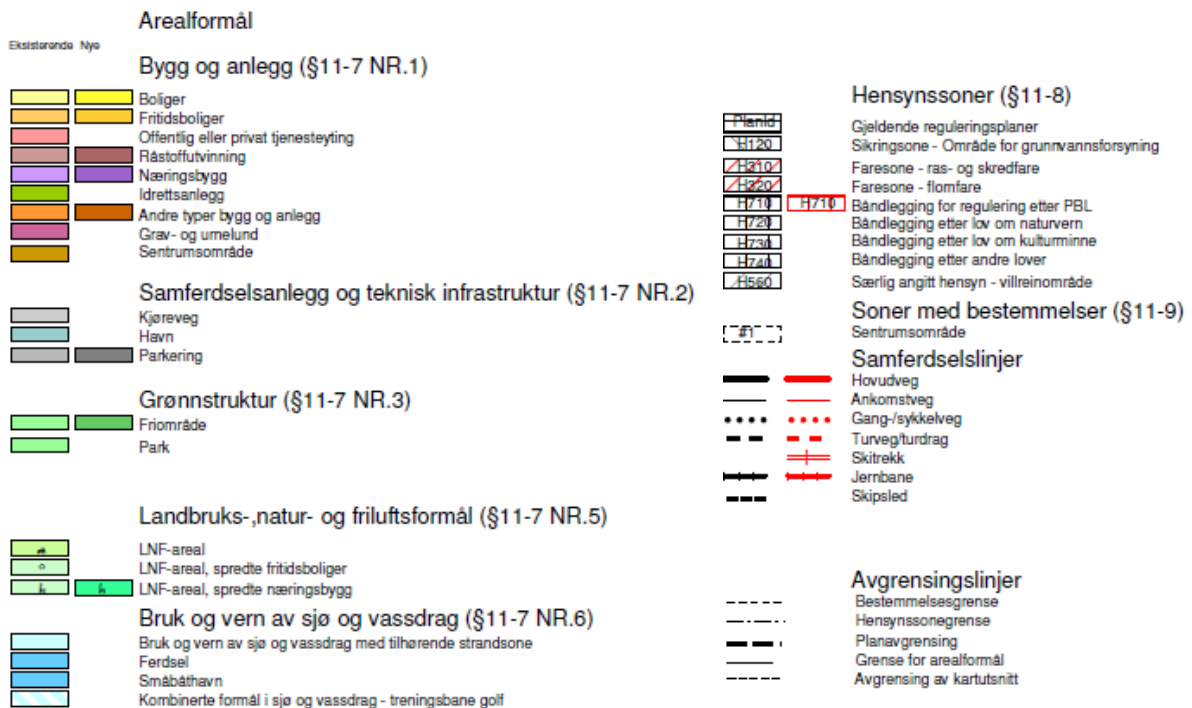 Arealformål
Eksisterende Nye
Bygg og anlegg (§11-7 NR.1)
Boliger
Fritidsboliger
Offentlig eller privat tjenesteyting
Råstoffutvinning
Næringsbygg
Idrettsanlegg
Andre typer bygg og anlegg
Grav- og urnelund
Sentrumsområde
Samferdselsanlegg og teknisk infrastruktur (§11-7 NR.2)
Kjøreveg
Havn
Parkering
Grønnstruktur (§11-7 NR.3)
Friområde
Park
Landbruks-,natur- og friluftsformål (§11-7 NR.5)
LNF-areal
LNF-areal, spredte fritidsboliger
LNF-areal, spredte næringsbygg
Bruk og vern av sjø og vassdrag (§11-7 NR.6)
Bruk og vern av sjø og vassdrag med tilhørende strandsone
Ferdsel
Småbåthavn
Kombinerte formål i sjø og vassdrag - treningsbane golf
Hensynssoner (§11-8)
PlanId Gjeldende reguleringsplaner
H120 Sikringsone - Område for grunnvannsforsyning
H310 Faresone - ras- og skredfare
H320 Faresone - flomfare
H710 H710 Båndlegging for regulering etter PBL
H720 Båndlegging etter lov om naturvern
H730 Båndlegging etter lov om kulturminne
H740 Båndlegging etter andre lover
H560 Særlig angitt hensyn - villreinområde
Soner med bestemmelser (§11-9)
#1 Sentrumsområde
Samferdselslinjer
Hovudveg
Ankomstveg
Gang-/sykkelveg
Turveg/turdrag
Skitrekk
Jernbane
Skipsled
Avgrensingslinjer
Bestemmelsesgrense
Hensynssonegrense
Planavgrensing
Grense for arealformål
Avgrensing av kartutsnitt